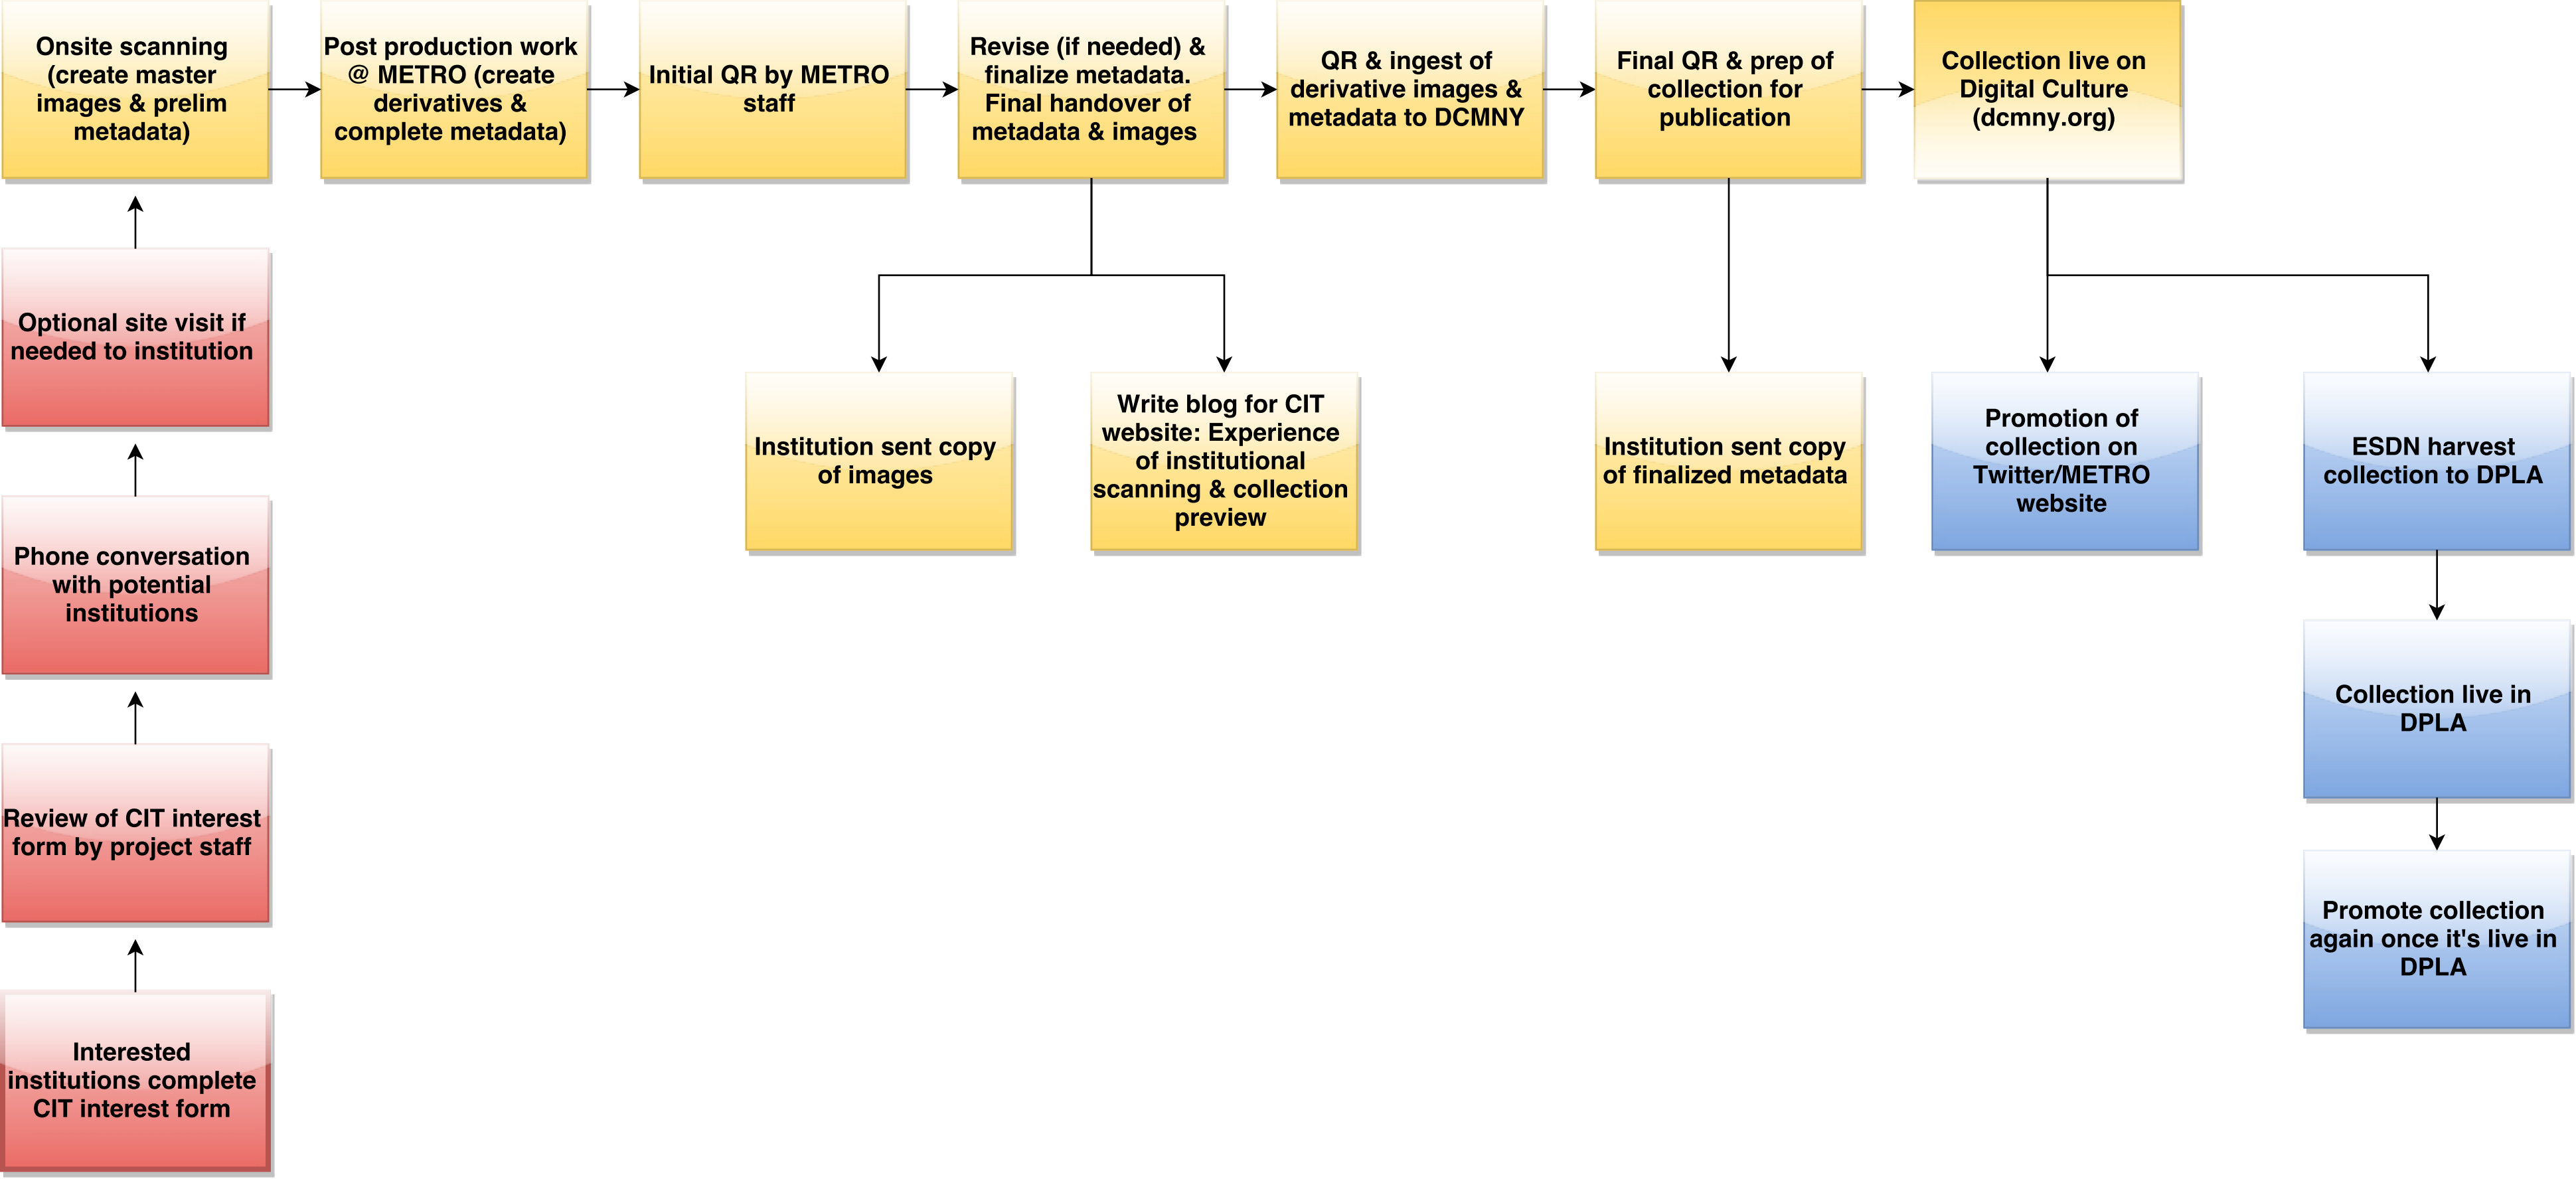 Onsite scanning
(create master
images & prelim
metadata)
Post production work
@ METRO (create
derivatives &
complete metadata)
Initial QR by METRO
staff
Revise (if needed) &
finalize metadata.
Final handover of
metadata & images
QR & ingest of
derivative images &
metadata to DCMNY
Final QR & prep of
collection for
publication
Collection live on
Digital Culture
(dcmny.org)
Optional site visit if
needed to institution
Institution sent copy
of images
Write blog for CIT
website: Experience
of institutional
scanning & collection
preview
Institution sent copy
of finalized metadata
Promotion of
collection on
Twitter/METRO
website
ESDN harvest
collection to DPLA
Phone conversation
with potential
institutions
Collection live in
DPLA
Review of CIT interest
form by project staff
Promote collection
again once it's live in
DPLA
Interested
institutions complete
CIT interest form